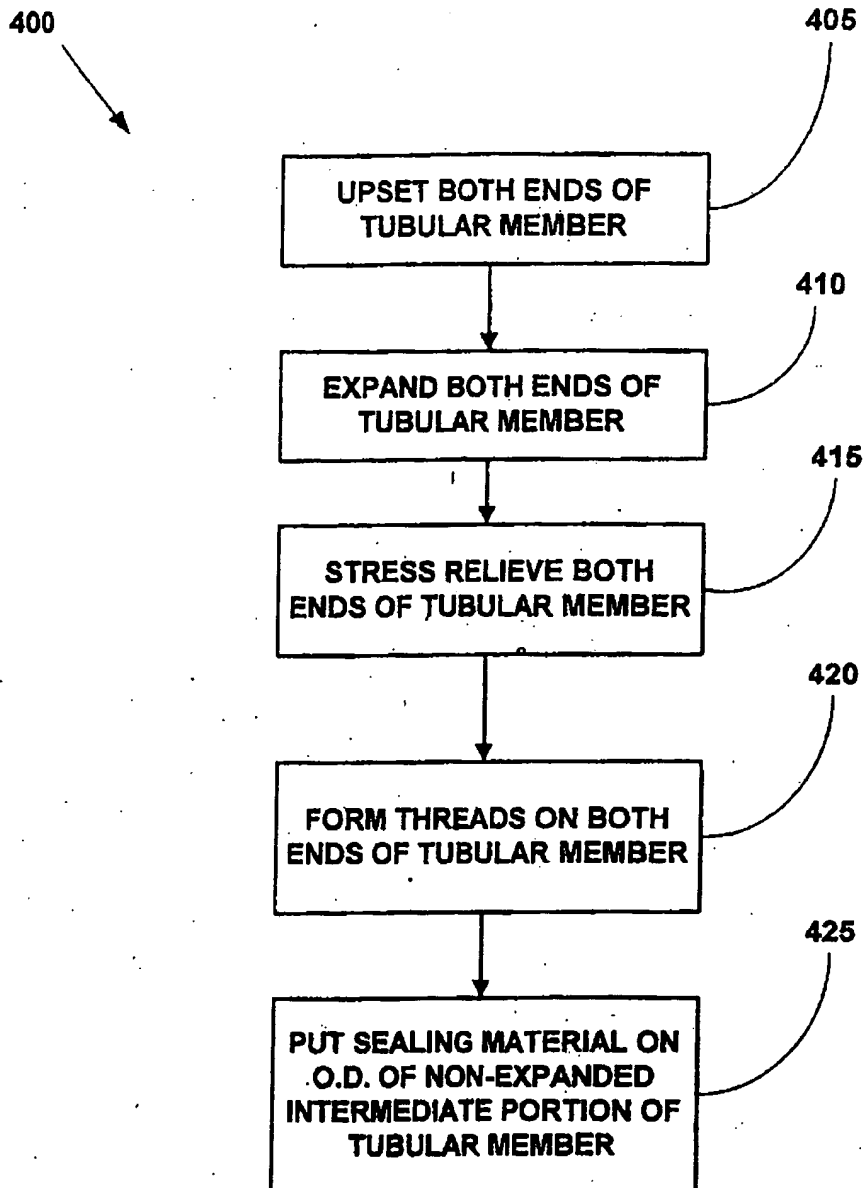 400
405
UPSET BOTH ENDS OF
TUBULAR MEMBER
410
EXPAND BOTH ENDS OF
TUBULAR MEMBER
415
STRESS RELIEVE BOTH
ENDS OF TUBULAR MEMBER
420
FORM THREADS ON BOTH
ENDS OF TUBULAR MEMBER
425
PUT SEALING MATERIAL ON
O.D. OF NON-EXPANDED
INTERMEDIATE PORTION OF
TUBULAR MEMBER